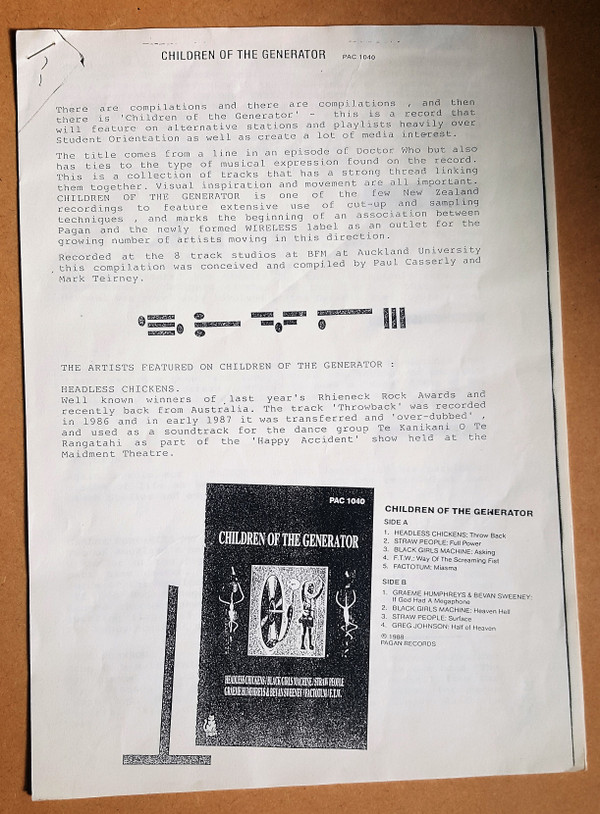 CHILDREN OF THE GENERATOR PAC 1040
There are compilations and there are compilations , and then
there is 'Children of the Generator' - this is a record that
will feature on alternative stations and playlists heavily over
Student Orientation as well as create a lot of media interest.
The title comes from a line in an episode of Doctor Who but also
has ties to the type of musical expression found on the record.
This is a collection of tracks that has a strong thread linking
them together. Visual inspiration and movement are all important.
CHILDREN OF THE GENERATOR is one of the few New Zealand
recordings to feature extensive use of cut-up and sampling
techniques , and marks the beginning of an association between
Pagan and the newly formed WIRELESS label as an outlet for the
growing number of artists moving in this direction.
Recorded at the 8 track studios at BFM at Auckland University
this compilation was conceived and compiled by Paul Casserly and
Mark Teirney.
THE ARTISTS FEATURED ON CHILDREN OF THE GENERATOR :
HEADLESS CHICKENS.
Well known winners of last year's Rhieneck Rock Awards and
recently back from Australia. The track 'Throwback' was recorded
in 1986 and in early 1987 it was transferred and 'over-dubbed' ,
and used as a soundtrack for the dance group Te Kanikani O Te
Rangatahi as part of the 'Happy Accident' show held at the
Maidment Theatre.
PAC 1040
CHILDREN OF THE GENERATOR
HEADLESS CHICKENS/BLACK GIRLS MACHINE/STRAW PEOPLE
GRAEME HUMPHREYS & BEVAN SWEENEY/FACTOTUM/F.T.W.
CHILDREN OF THE GENERATOR
SIDE A
1. HEADLESS CHICKENS: Throw Back
2. STRAW PEOPLE: Full Power
3. BLACK GIRLS MACHINE: Asking
4. F.T.W.: Way Of The Screaming Fist
5. FACTOTUM: Miasma
SIDE B
1. GRAEME HUMPHREYS & BEVAN SWEENEY:
If God Had A Megaphone
2. BLACK GIRLS MACHINE: Heaven Hell
3. STRAW PEOPLE: Surface
4. GREG JOHNSON: Half of Heaven
℗ 1988
PAGAN RECORDS